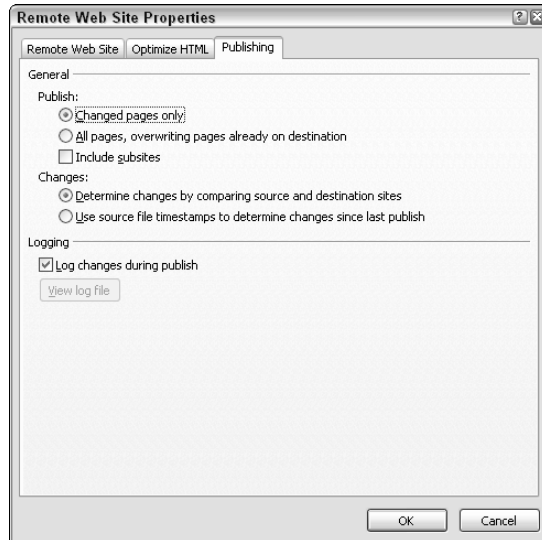 Remote Web Site Properties
Remote Web Site Optimize HTML Publishing
General
Publish:
Changed pages only
All pages, overwriting pages already on destination
Include subsites
Changes:
Determine changes by comparing source and destination sites
Use source file timestamps to determine changes since last publish
Logging
Log changes during publish
View log file
OK Cancel